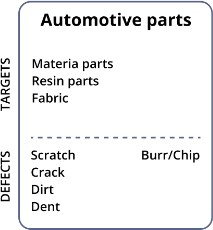 Automotive parts
TARGETS
Materia parts
Resin parts
Fabric
DEFECTS
Scratch Burr/Chip
Crack
Dirt
Dent